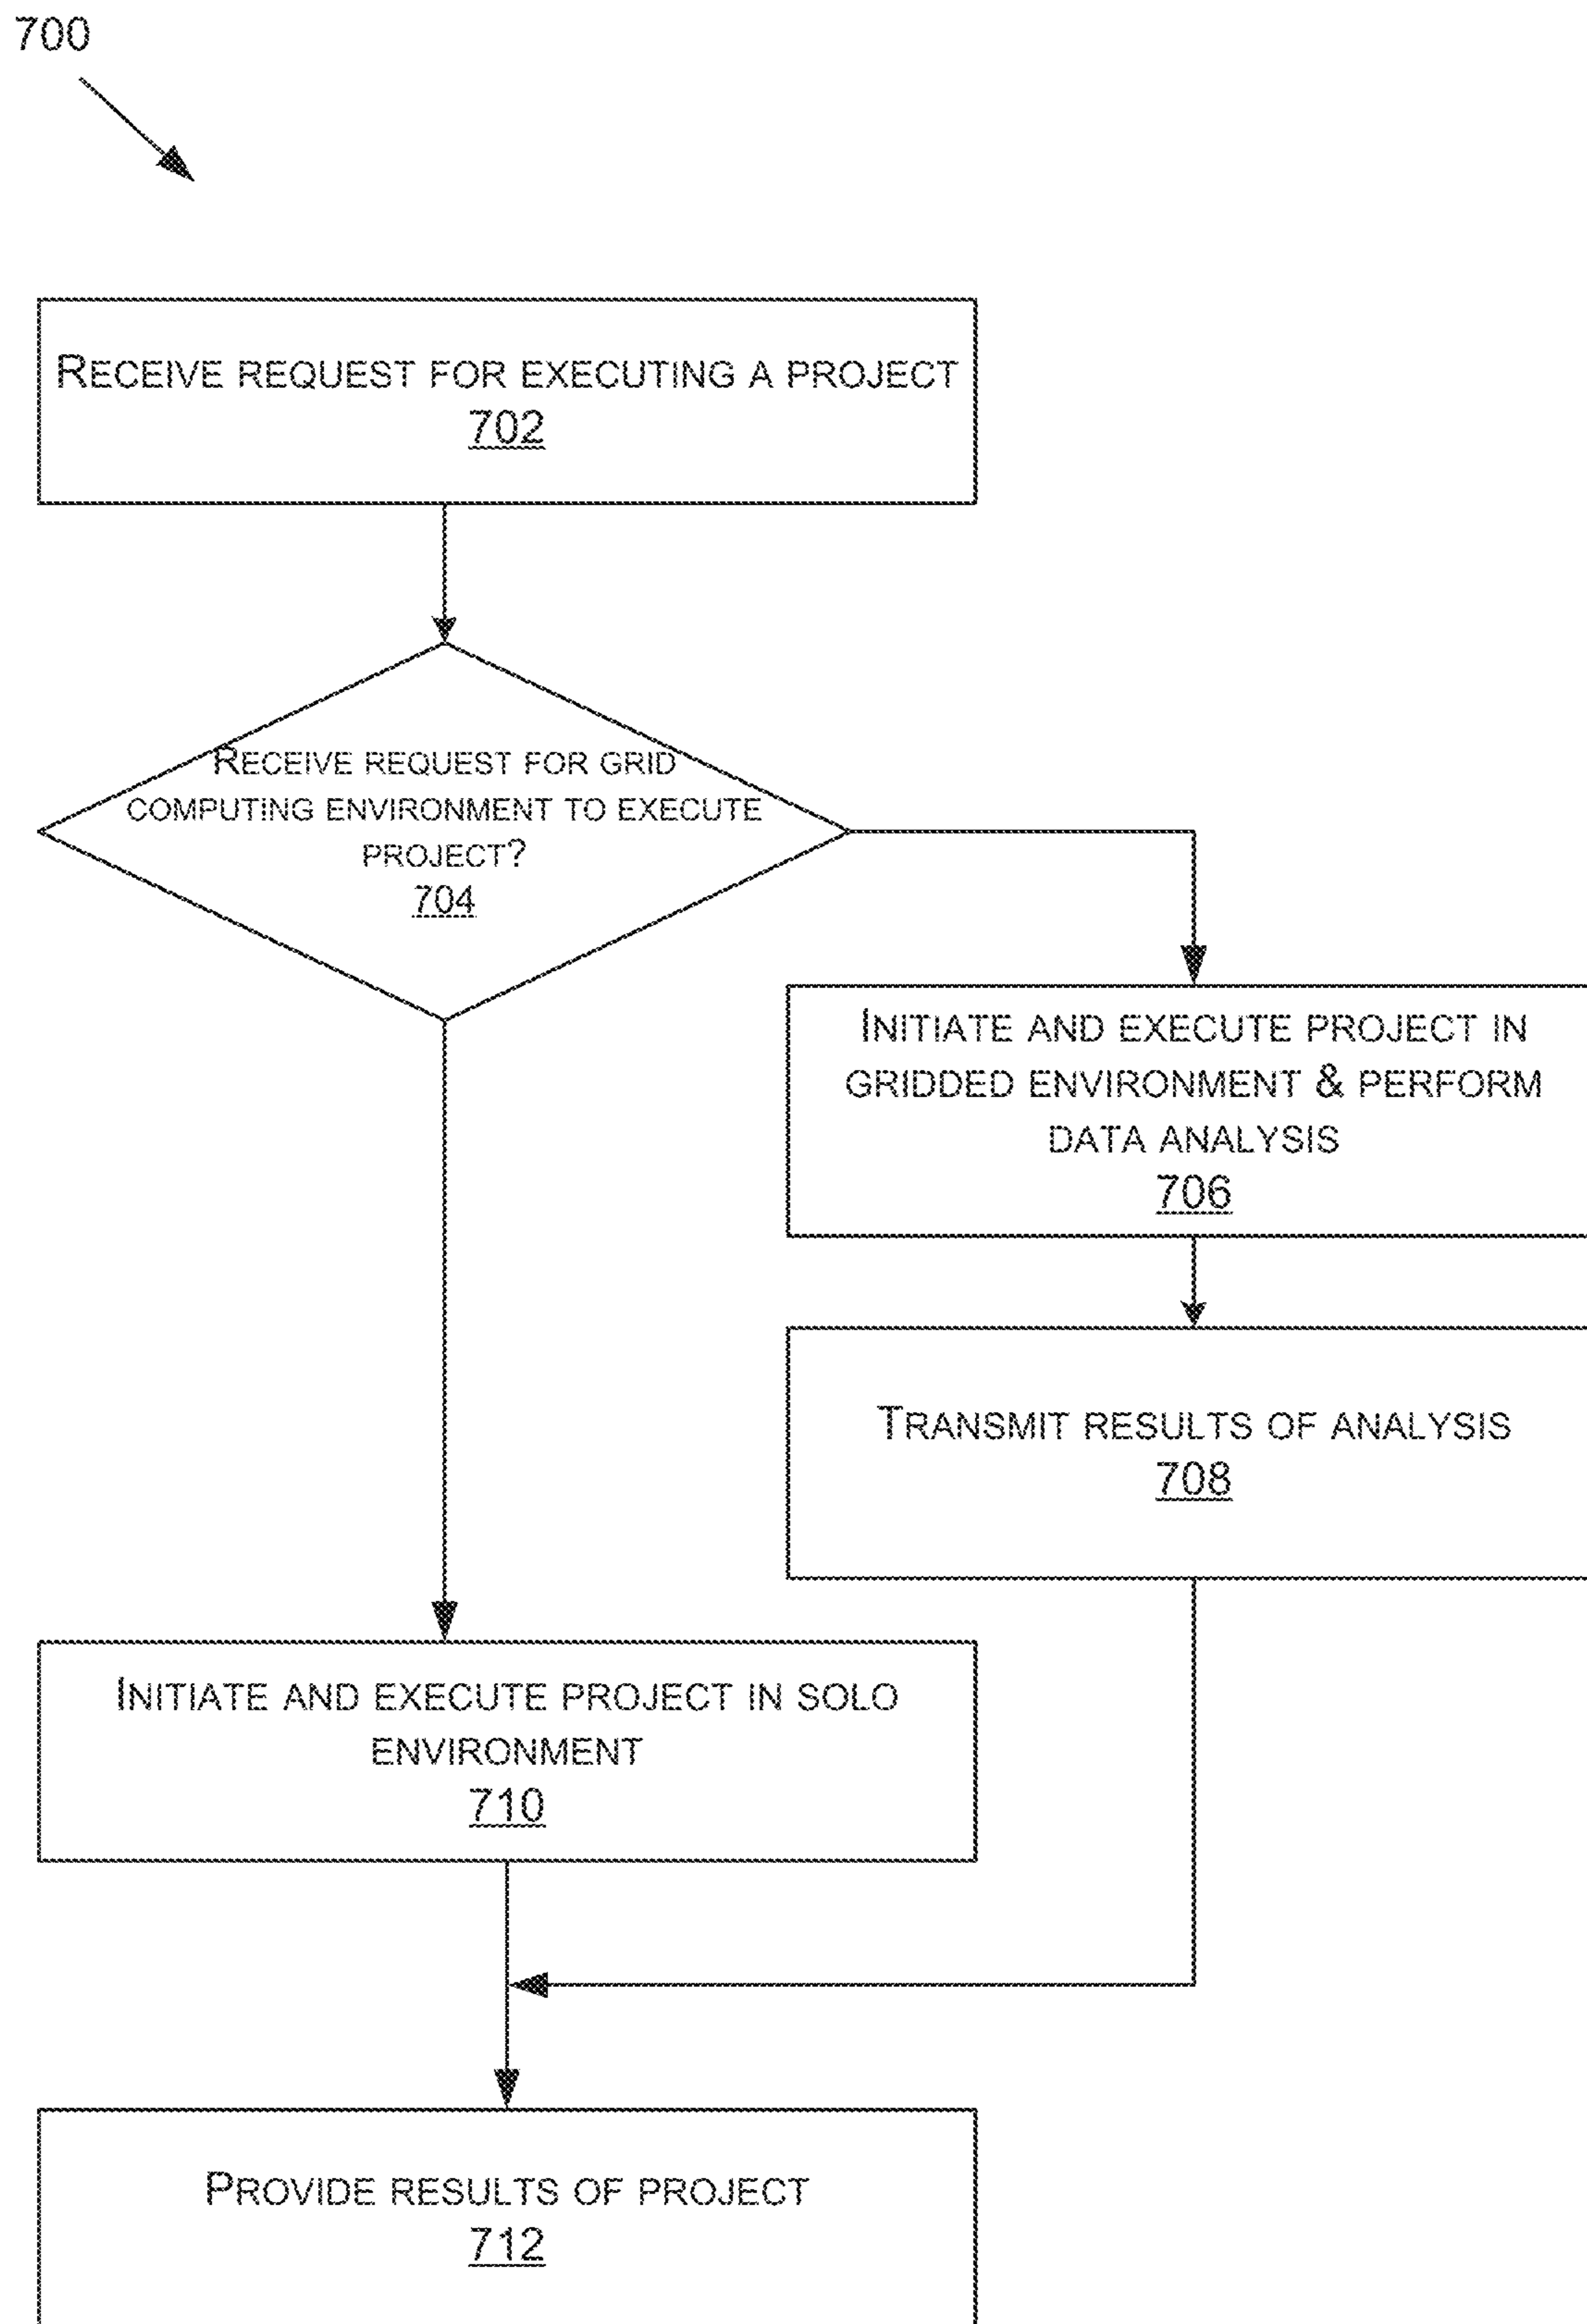 700
RECEIVE REQUEST FOR EXECUTING A PROJECT
702
RECEIVE REQUEST FOR GRID
COMPUTING ENVIRONMENT TO EXECUTE
PROJECT?
704
INITIATE AND EXECUTE PROJECT IN
GRIDDED ENVIRONMENT & PERFORM
DATA ANALYSIS
706
TRANSMIT RESULTS OF ANALYSIS
708
INITIATE AND EXECUTE PROJECT IN SOLO
ENVIRONMENT
710
PROVIDE RESULTS OF PROJECT
712